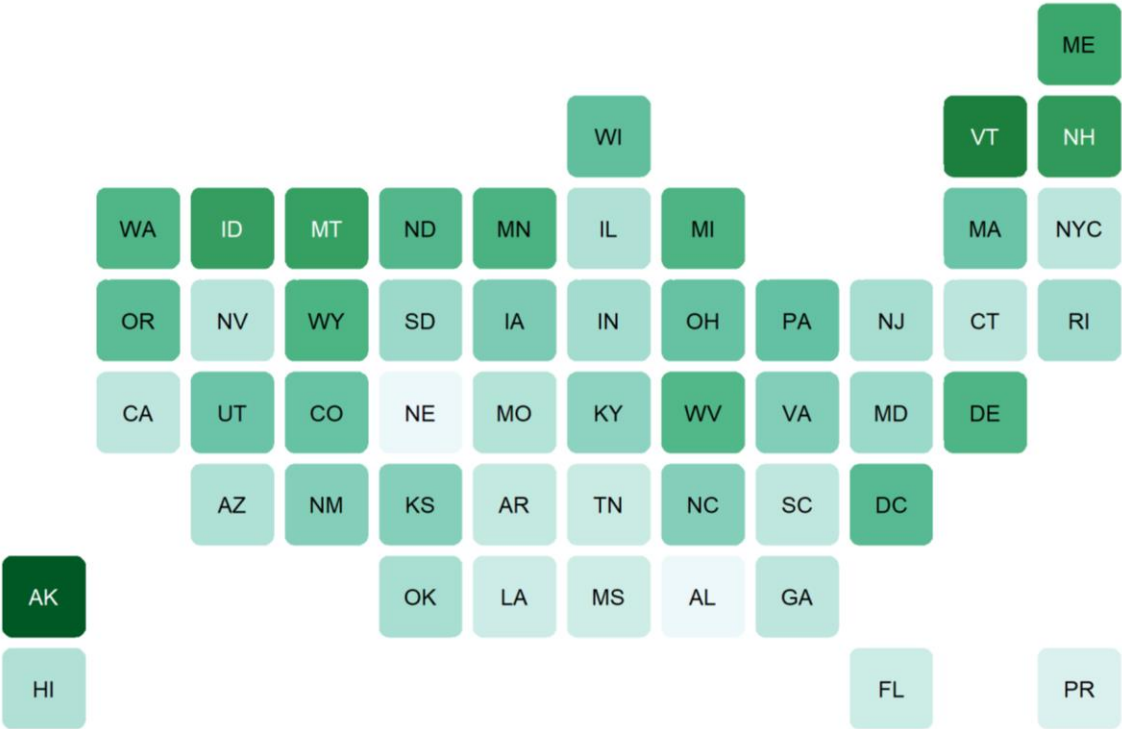 ME
WI VT NH
WA ID MT ND MN IL MI MA NYC
OR NV WY SD IA IN OH PA NJ CT RI
CA UT CO NE MO KY WV VA MD DE
AZ NM KS AR TN NC SC DC
AK OK LA MS AL GA
HI FL PR